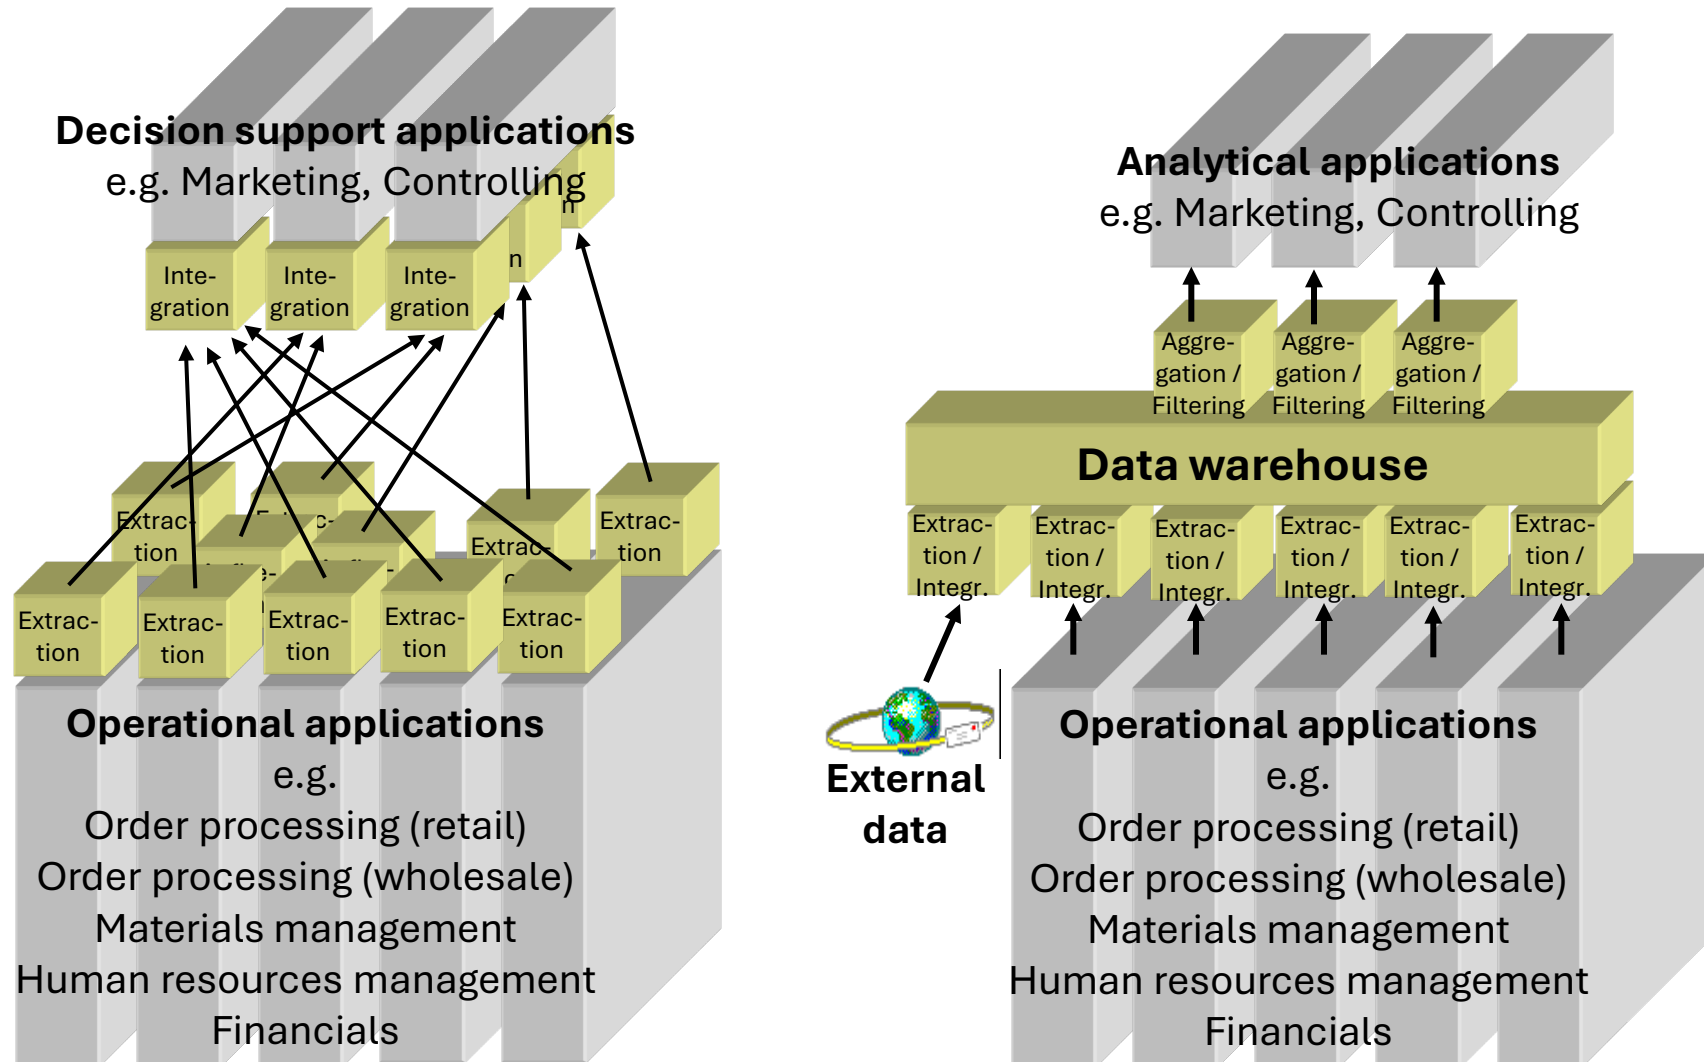 Decision support applications
e.g. Marketing, Controlling
n
n
Inte-
gration
Inte-
gration
Inte-
gration
Extrac-
tion
Extrac-
tion
Extrac-
tion
Extrac-
tion
Extrac-
tion
Extrac-
tion
Extrac-
tion
Operational applications
e.g.
Order processing (retail)
Order processing (wholesale)
Materials management
Human resources management
Financials
Analytical applications
e.g. Marketing, Controlling
Aggre-
gation /
Filtering
Aggre-
gation /
Filtering
Aggre-
gation /
Filtering
Data warehouse
Extrac-
tion /
Integr.
Extrac-
tion /
Integr.
Extrac-
tion /
Integr.
Extrac-
tion /
Integr.
Extrac-
tion /
Integr.
Extrac-
tion /
Integr.
External
data
Operational applications
e.g.
Order processing (retail)
Order processing (wholesale)
Materials management
Human resources management
Financials